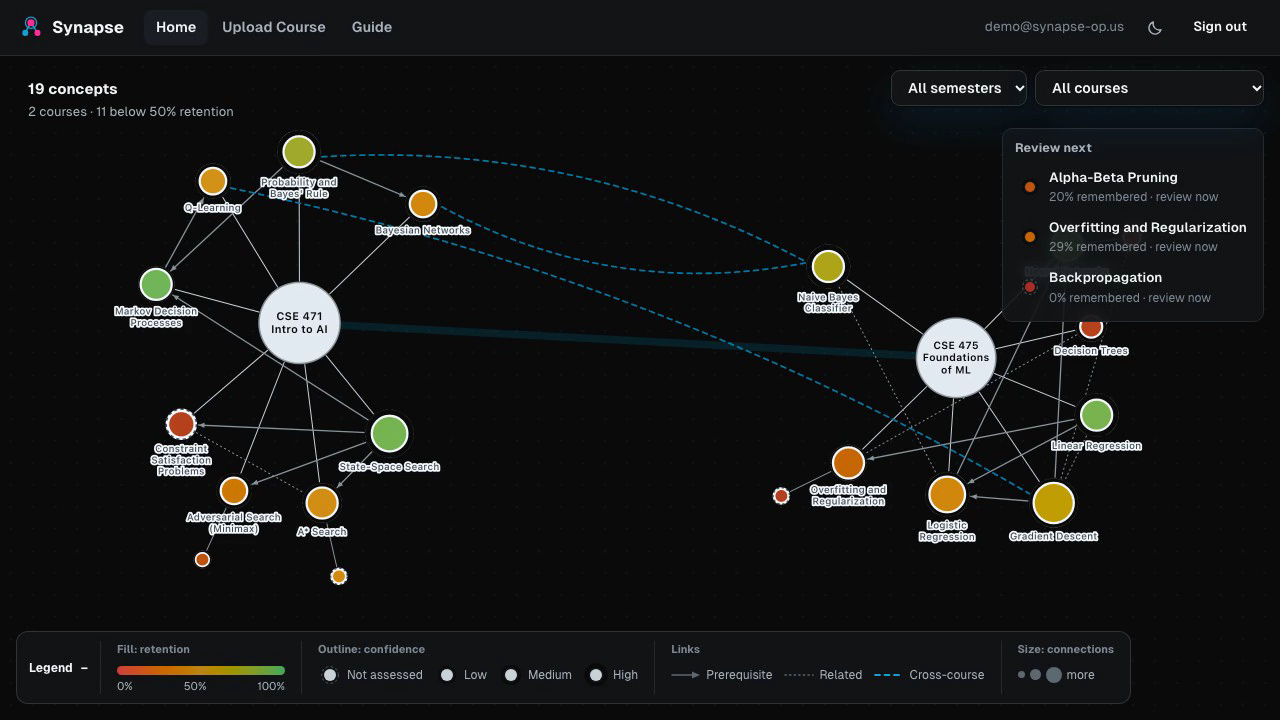 Synapse
Home
Upload Course
Guide
demo@synapse-op.us
Sign out
19 concepts
2 courses · 11 below 50% retention
All semesters
All courses
Review next
Alpha-Beta Pruning
20% remembered · review now
Overfitting and Regularization
29% remembered · review now
Backpropagation
0% remembered · review now
Probability and
Bayes' Rule
Q-Learning
Bayesian Networks
Markov Decision
Processes
CSE 471
Intro to AI
Naive Bayes
Classifier
CSE 475
Foundations
of ML
Decision Trees
Constraint
Satisfaction
Problems
State-Space Search
Linear Regression
Adversarial Search
(Minimax)
A* Search
Overfitting and
Regularization
Logistic
Regression
Gradient Descent
Legend –
Fill: retention
0%
50%
100%
Outline: confidence
Not assessed
Low
Medium
High
Links
Prerequisite
Related
Cross-course
Size: connections
more